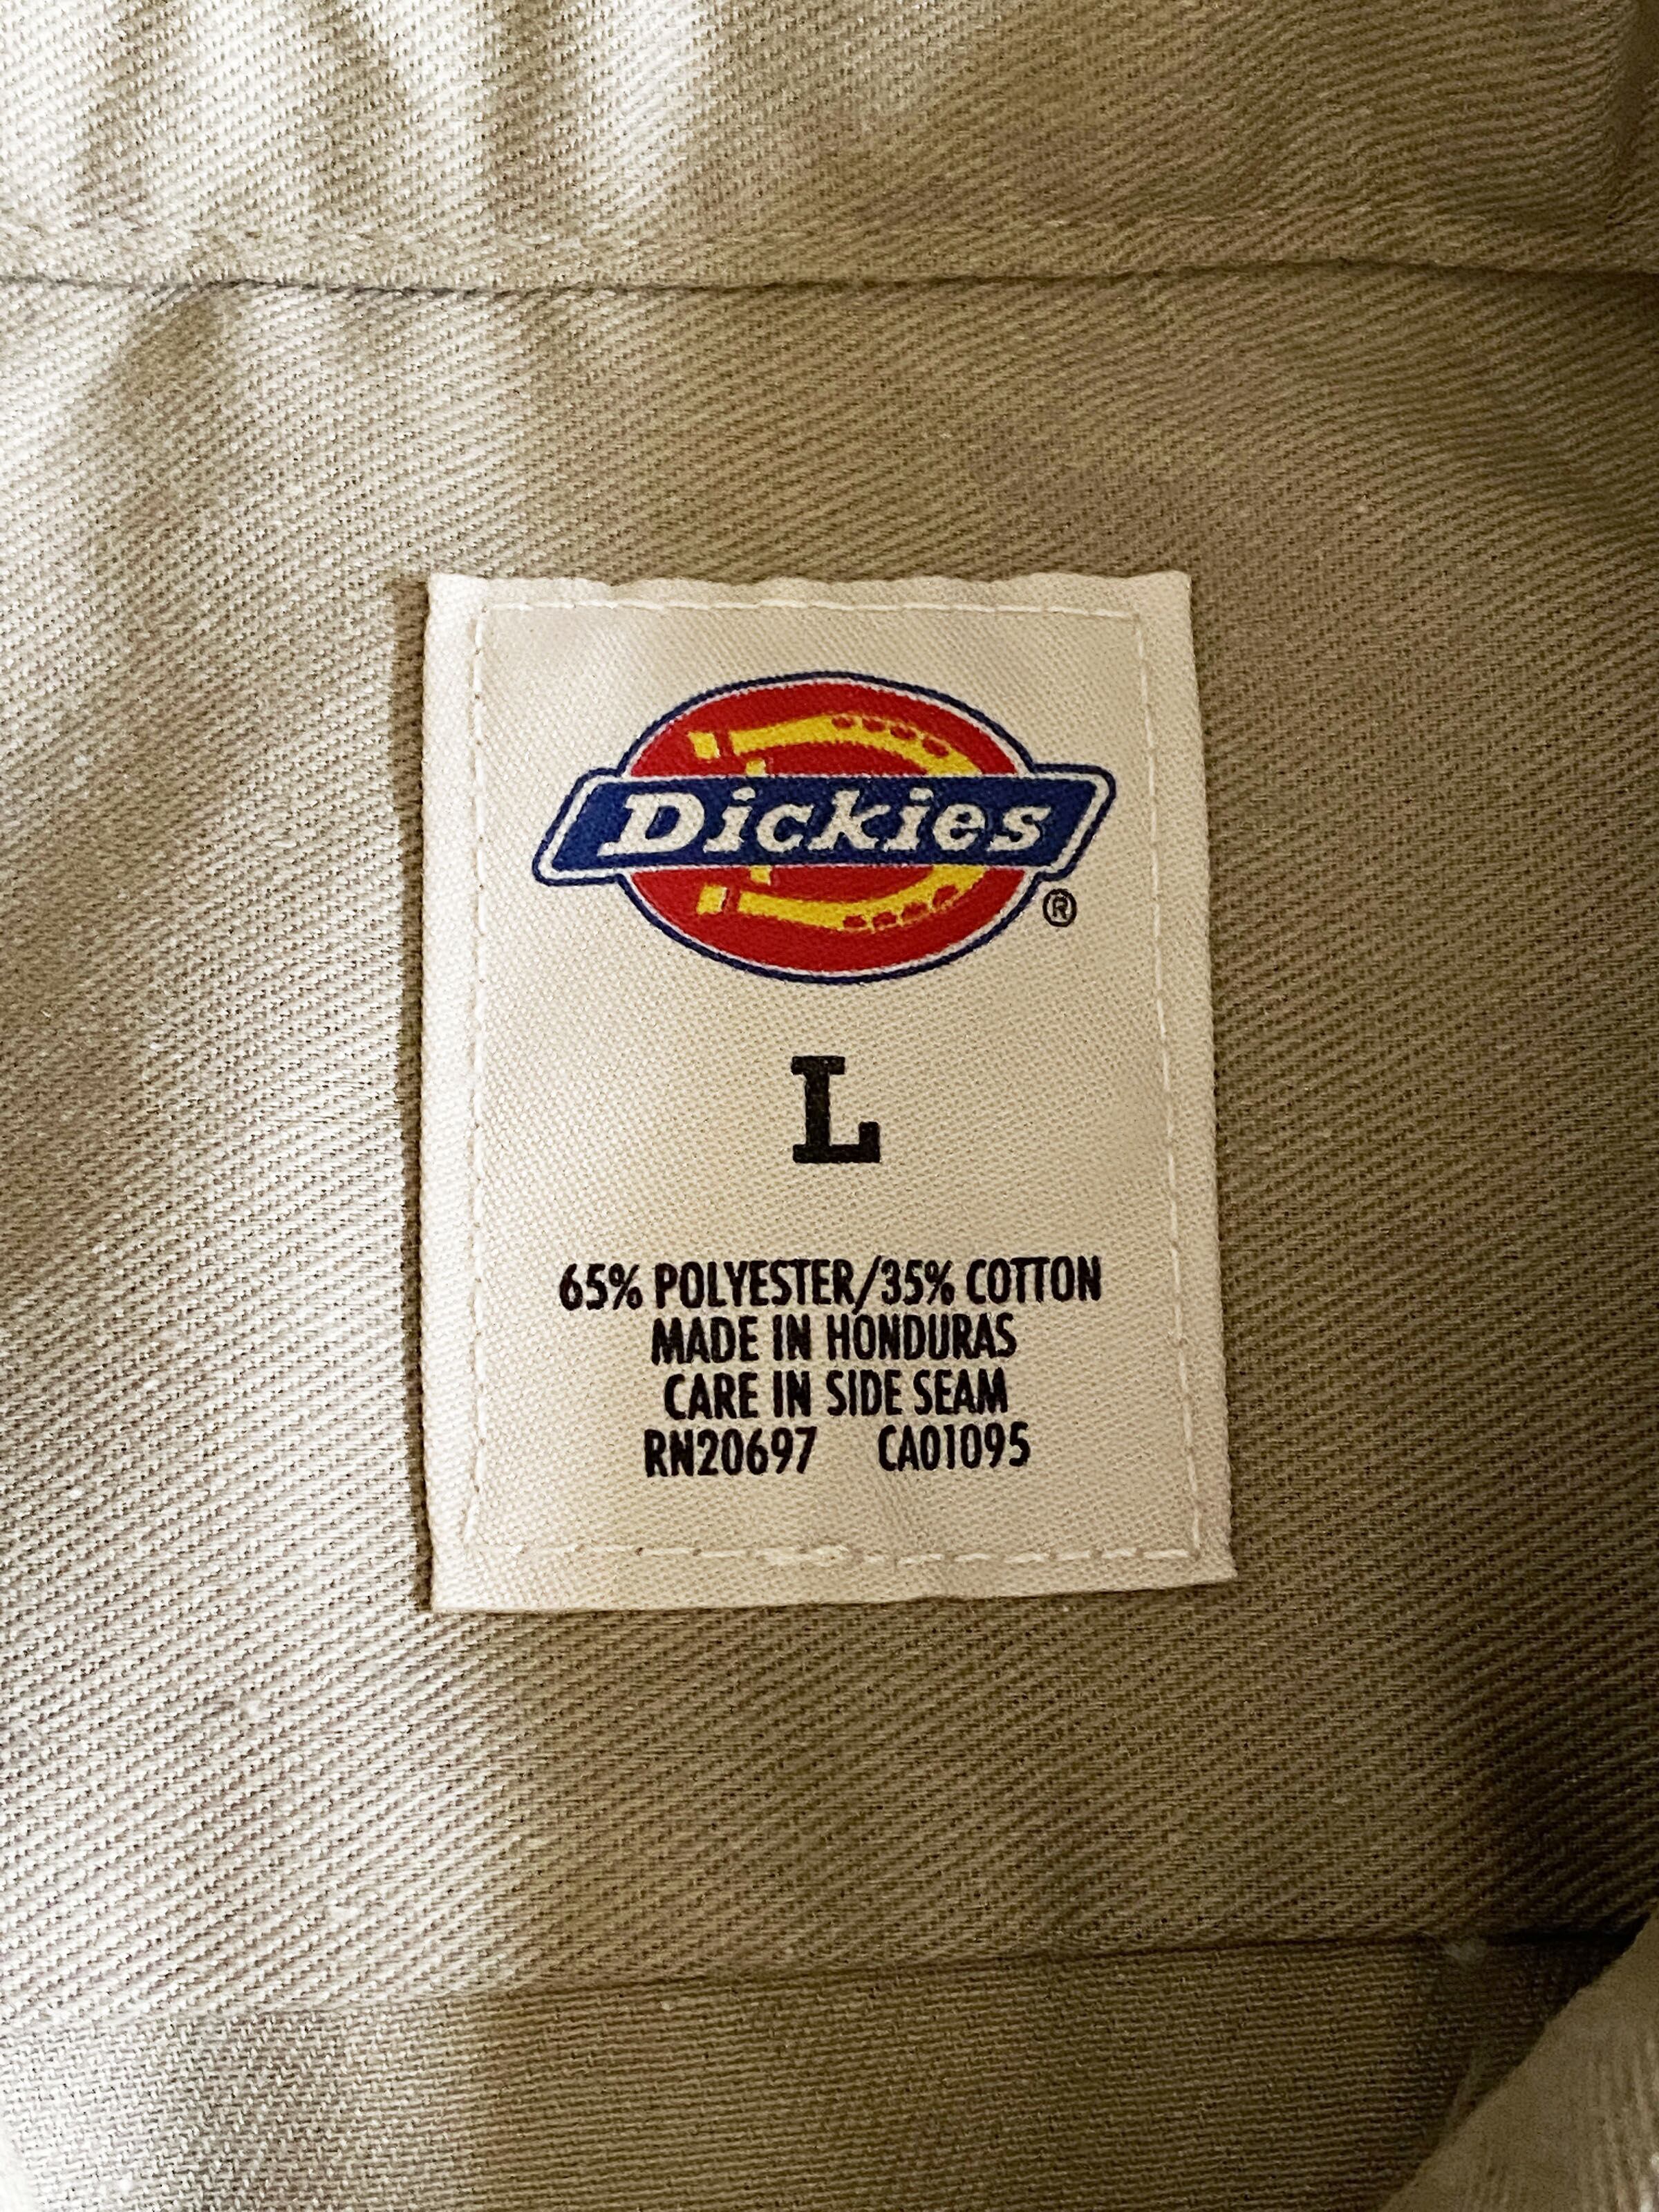 Dickies
®
L
65% POLYESTER/35% COTTON
MADE IN HONDURAS
CARE IN SIDE SEAM
RN20697 CA01095